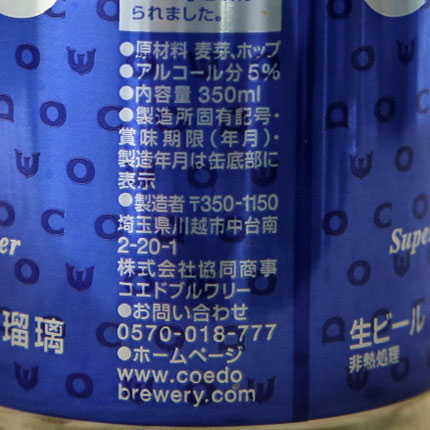 られました。
●原材料 麦芽、ホップ
●アルコール分 5%
●内容量 350ml
●製造所固有記号・
賞味期限(年月)・
製造年月は缶底部に
表示
●製造者 〒350-1150
埼玉県川越市中台南
2-20-1
株式会社協同商事
コエドブルワリー
●お問い合わせ
0570-018-777
●ホームページ
www.coedo
brewery.com
瑠璃
Super
生ビール
非熱処理